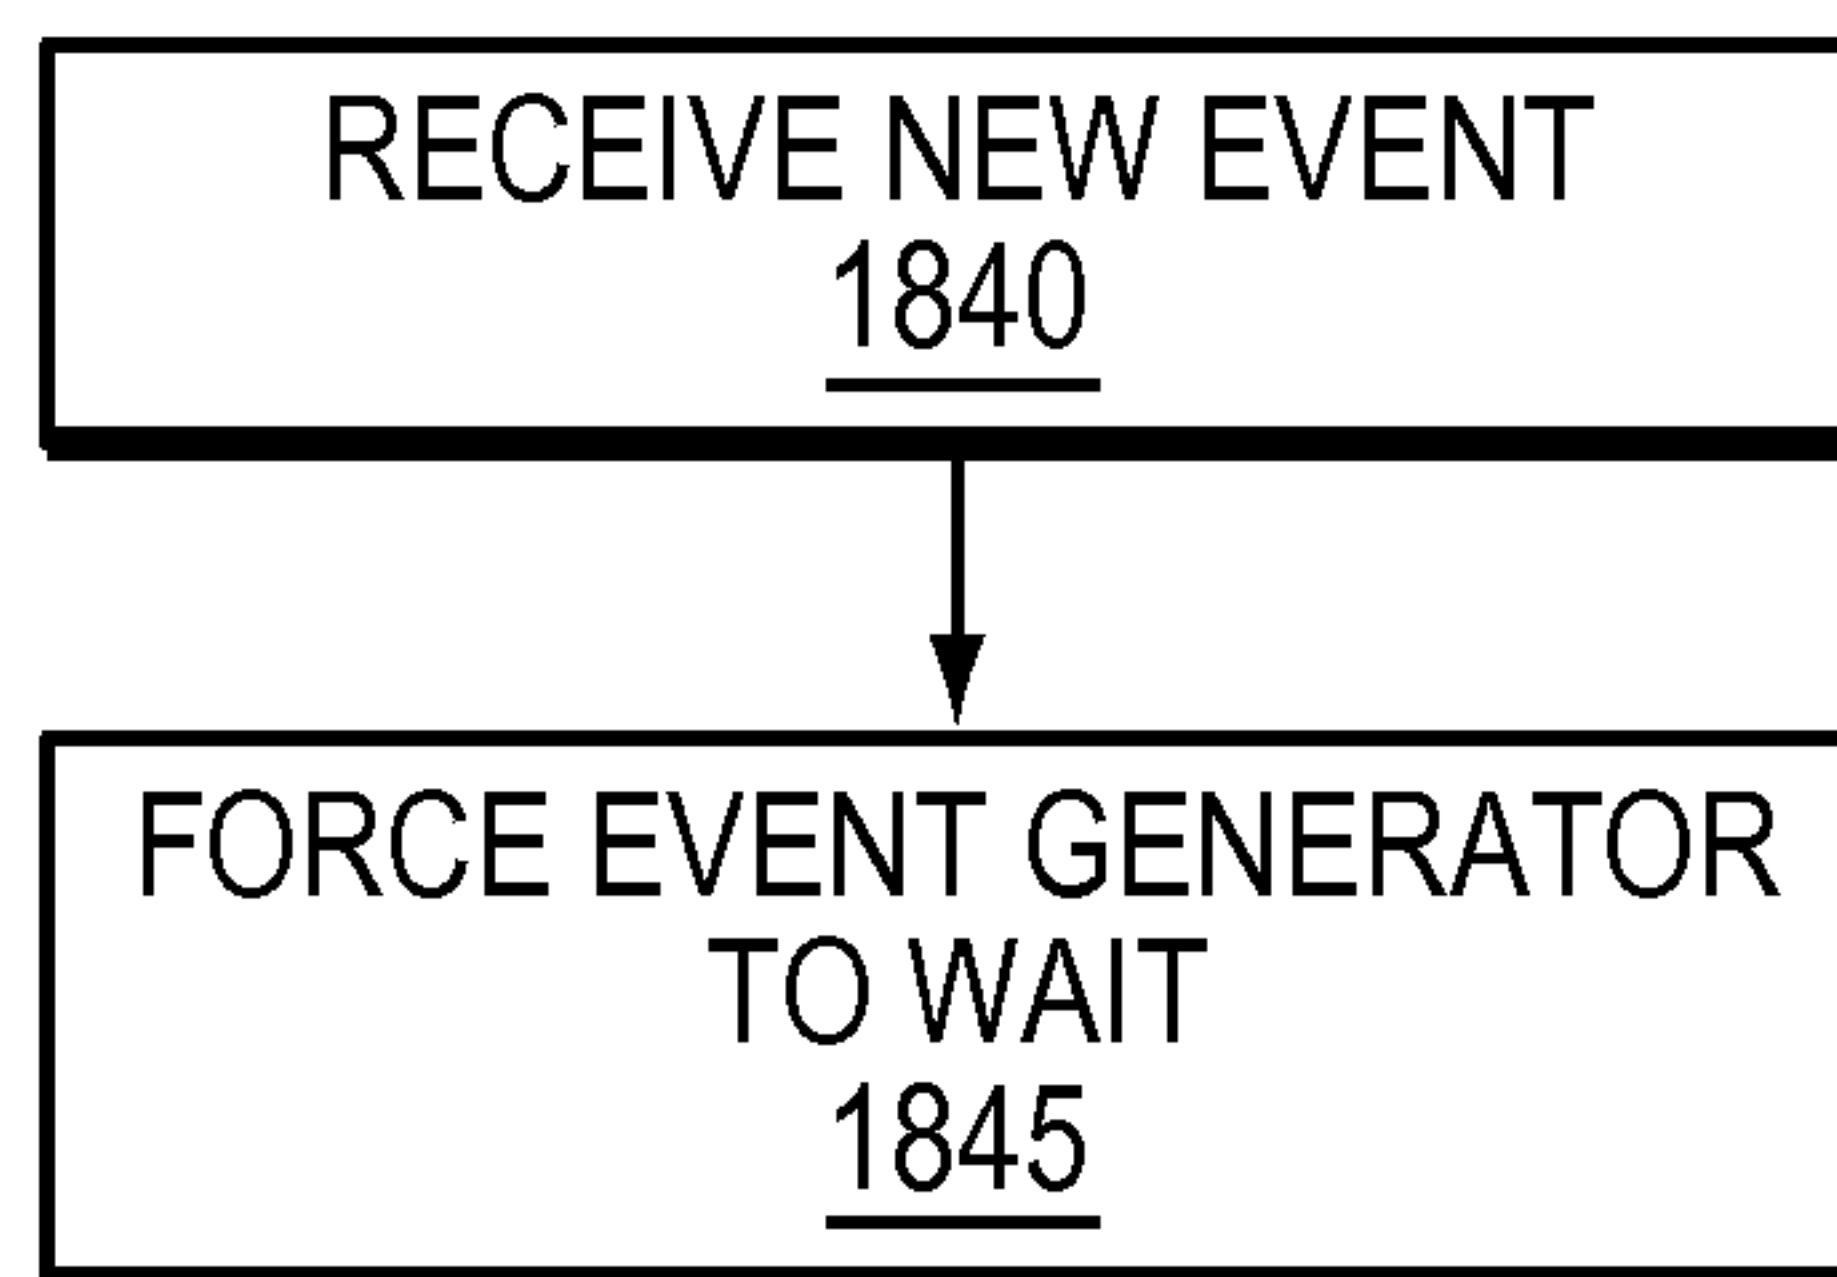 RECEIVE NEW EVENT
1840
FORCE EVENT GENERATOR
TO WAIT
1845